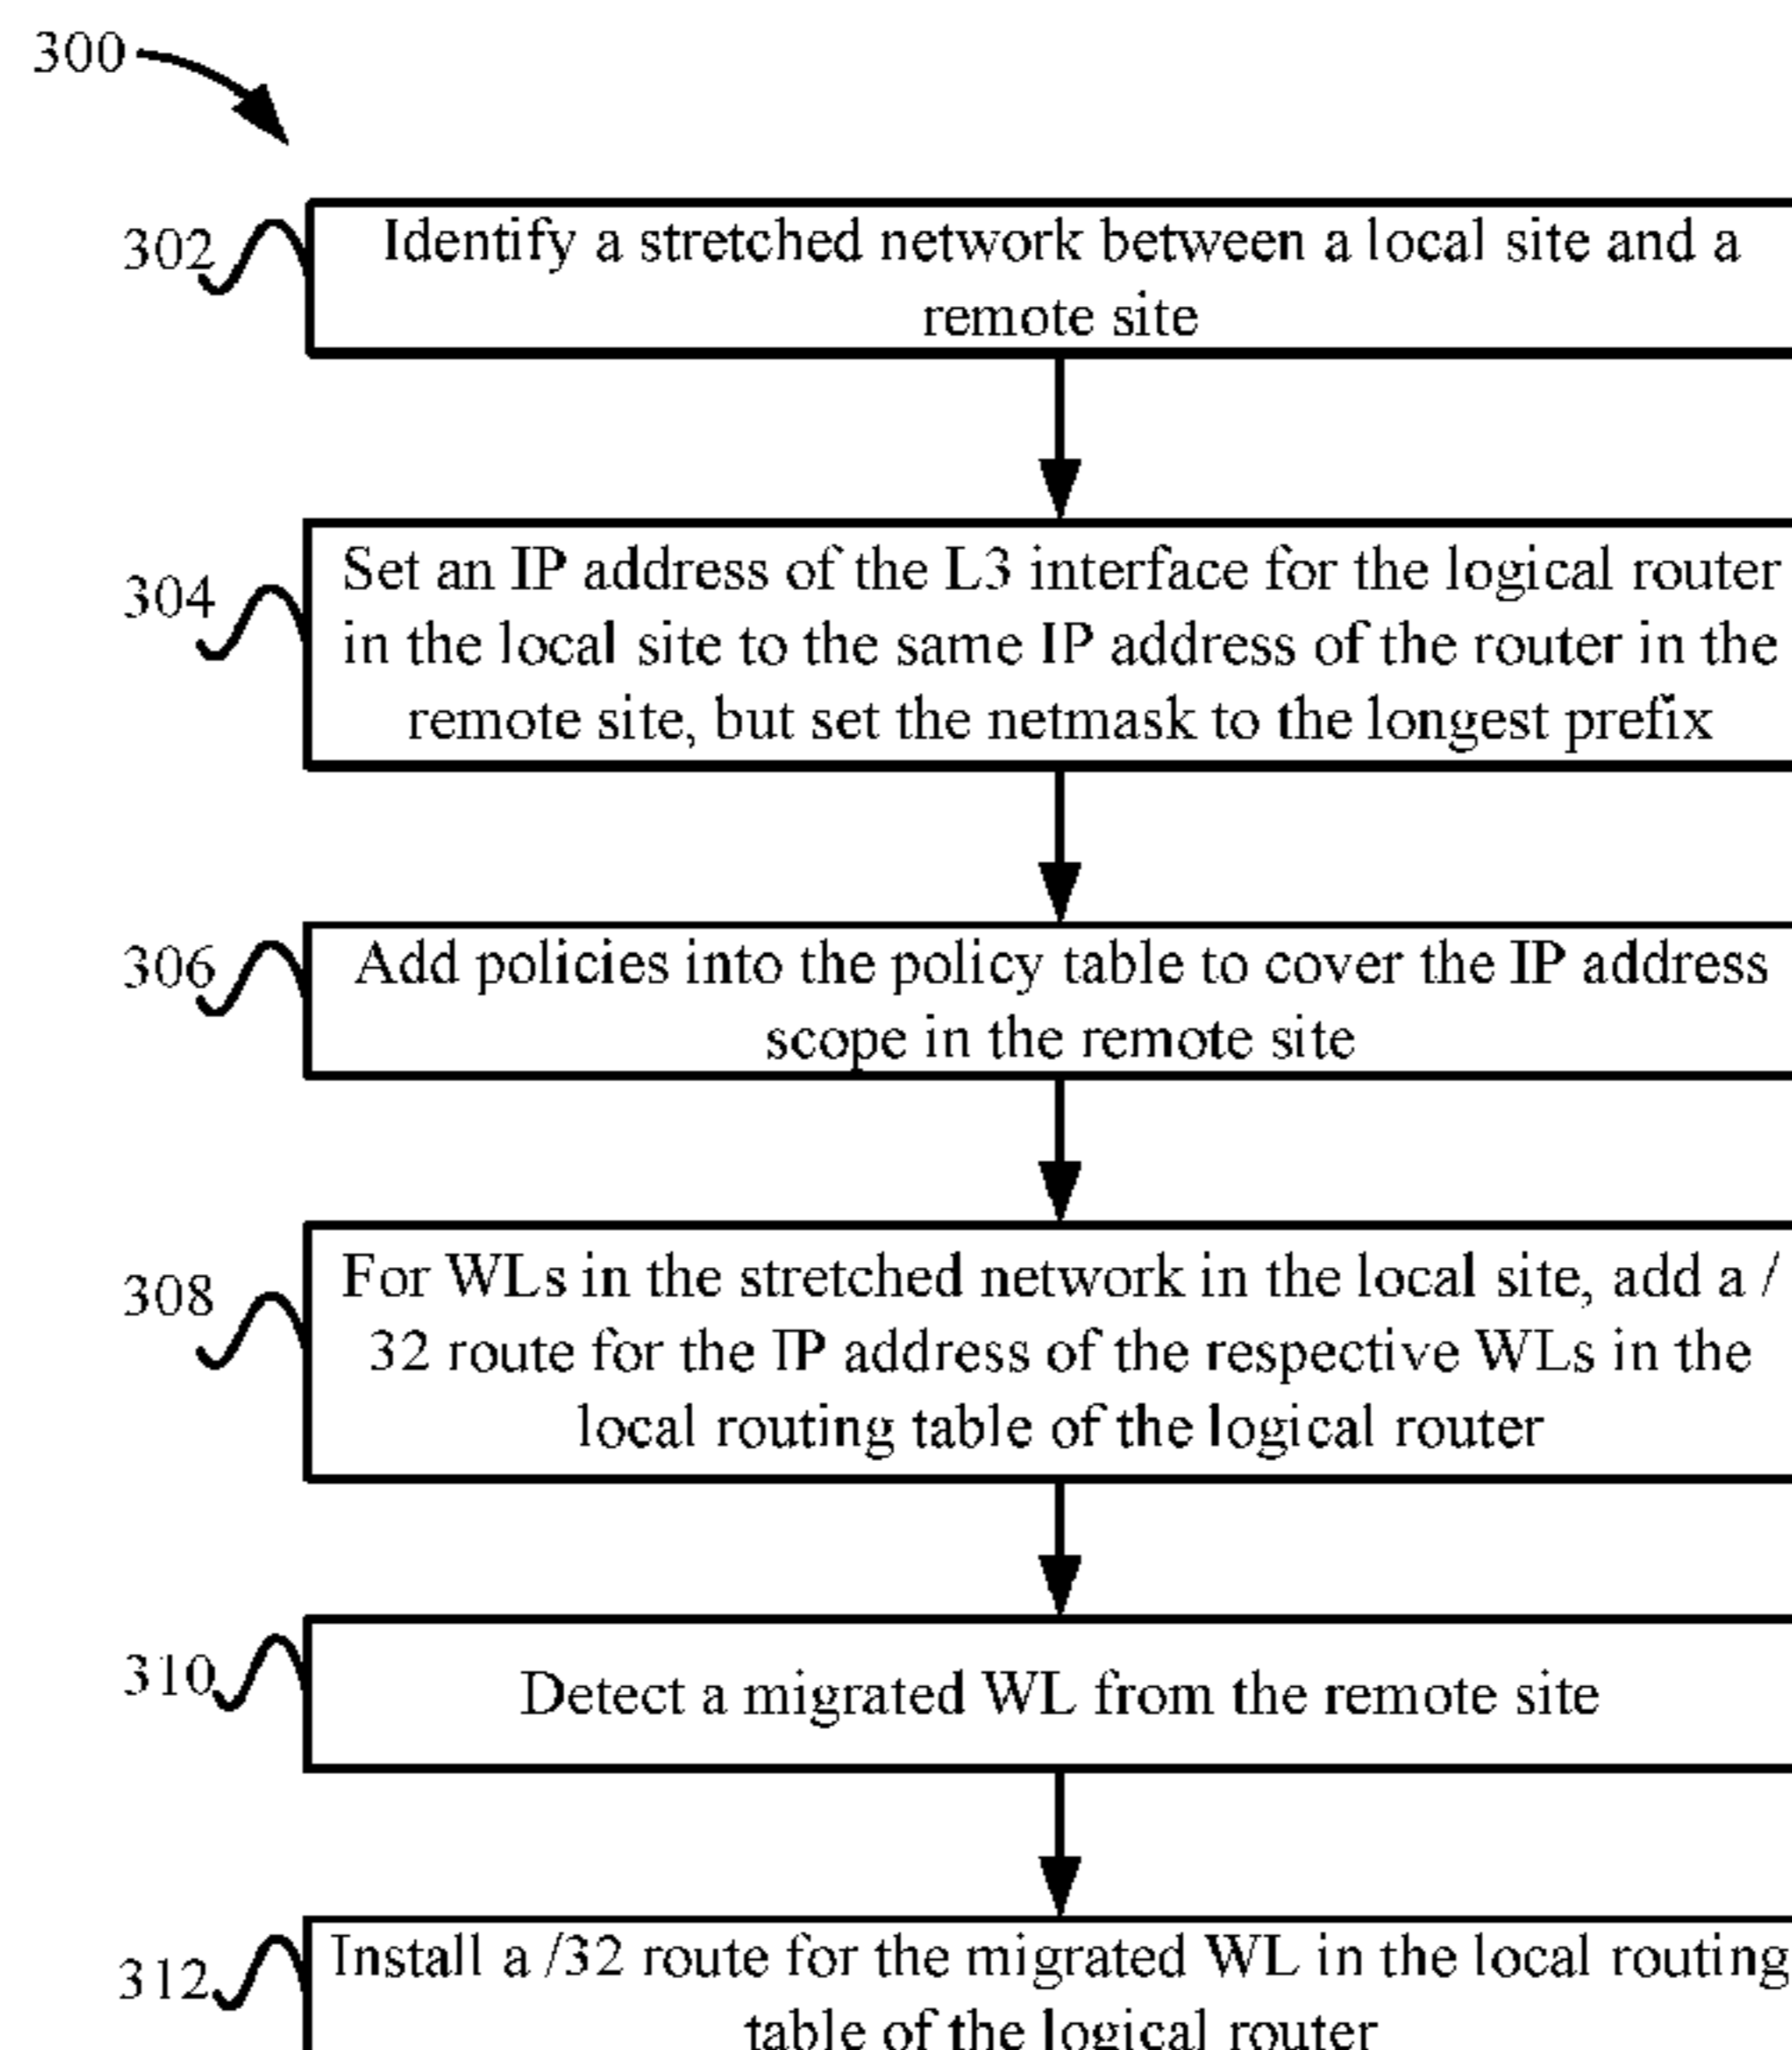 300
302
Identify a stretched network between a local site and a
remote site
304
Set an IP address of the L3 interface for the logical router
in the local site to the same IP address of the router in the
remote site, but set the netmask to the longest prefix
306
Add policies into the policy table to cover the IP address
scope in the remote site
308
For WLs in the stretched network in the local site, add a /
32 route for the IP address of the respective WLs in the
local routing table of the logical router
310
Detect a migrated WL from the remote site
312
Install a /32 route for the migrated WL in the local routing
table of the logical router